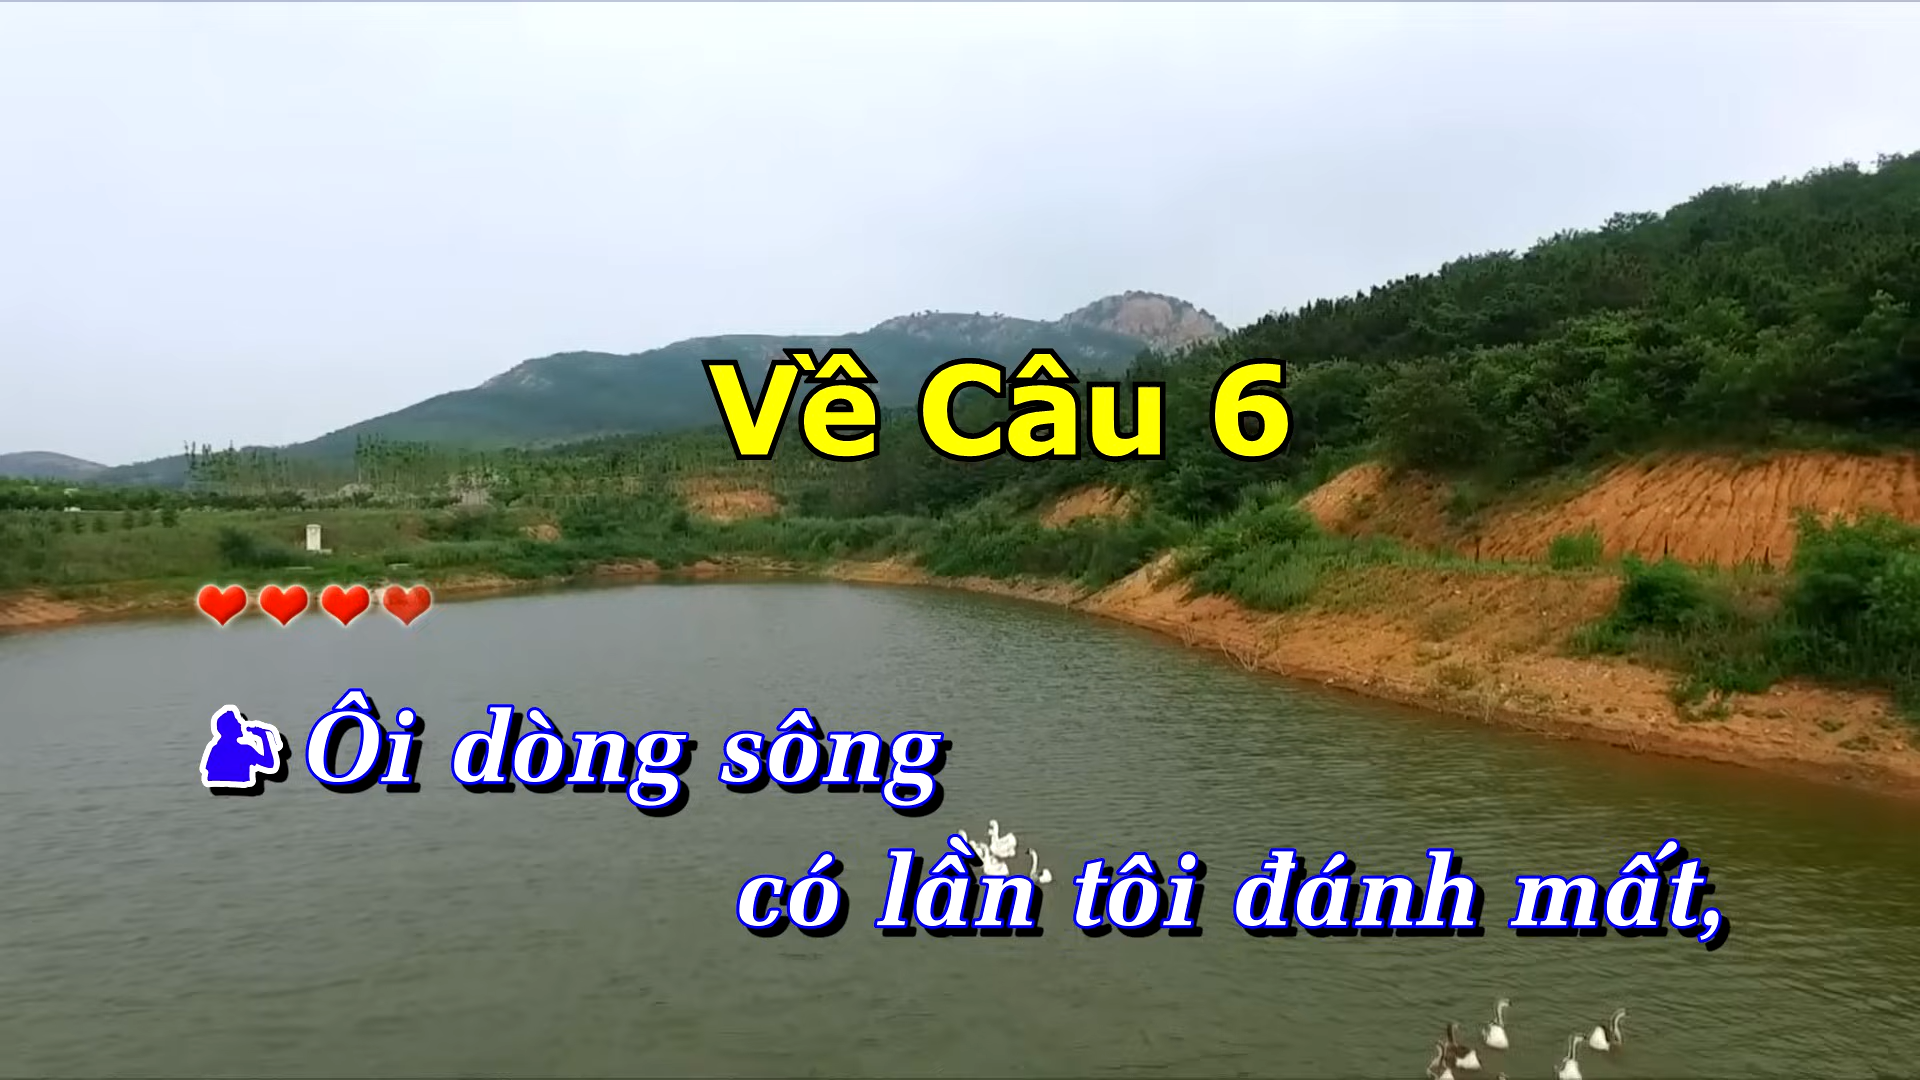 Về Câu 6
Ôi dòng sông
có lần tôi đánh mất,